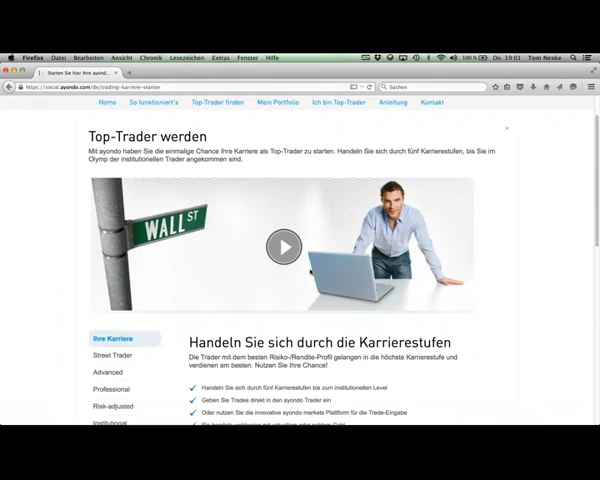 Firefox Datei Bearbeiten Ansicht Chronik Lesezeichen Extras Fenster Hilfe 100 % Do. 19:01 Tom Neske
Starten Sie hier Ihre ayond...
https://social.ayondo.com/de/trading-karriere-starten Suchen
Home So funktioniert's Top-Trader finden Mein Portfolio Ich bin Top-Trader Anleitung Kontakt
Top-Trader werden
Mit ayondo haben Sie die einmalige Chance Ihre Karriere als Top-Trader zu starten. Handeln Sie sich durch fünf Karrierestufen, bis Sie im
Olymp der institutionellen Trader angekommen sind.
WALL ST
Ihre Karriere
Street Trader
Advanced
Professional
Risk-adjusted
Institutional
Handeln Sie sich durch die Karrierestufen
Die Trader mit dem besten Risiko-/Rendite-Profil gelangen in die höchste Karrierestufe und
verdienen am besten. Nutzen Sie Ihre Chance!
Handeln Sie sich durch fünf Karrierestufen bis zum institutionellen Level
Geben Sie Trades direkt in den ayondo Trader ein
Oder nutzen Sie die innovative ayondo markets Plattform für die Trade-Eingabe